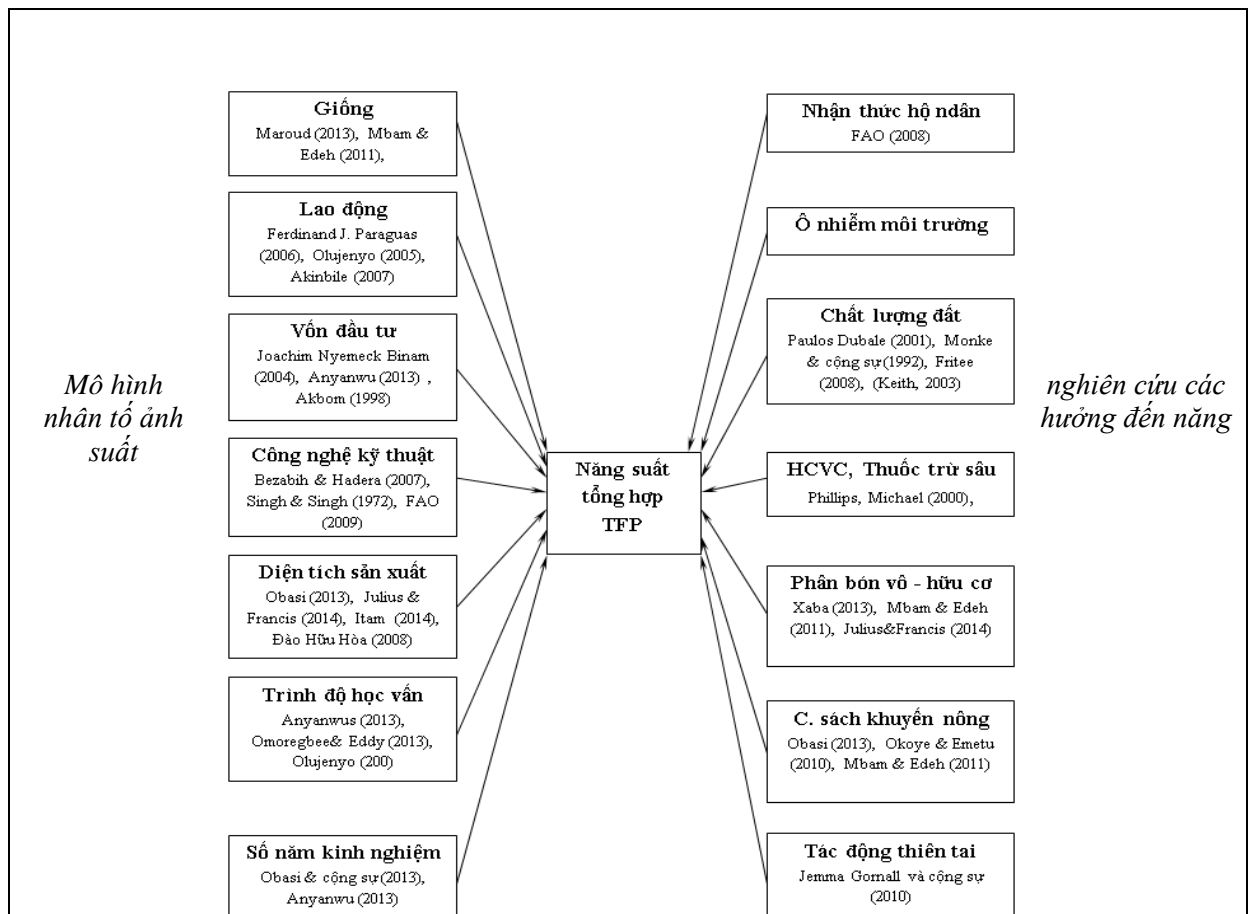 Giống
Maroud (2013), Mbam &
Edeh (2011),
Lao động
Ferdinand J. Paraguas
(2006), Olujenyo (2005),
Akinbile (2007)
Vốn đầu tư
Joachim Nyemeck Binam
(2004), Anyanwu (2013) ,
Akbom (1998)
Công nghệ kỹ thuật
Bezabih & Hadera (2007),
Singh & Singh (1972), FAO
(2009)
Diện tích sản xuất
Obasi (2013), Julius &
Francis (2014), Itam (2014),
Đào Hữu Hòa (2008)
Trình độ học vấn
Anyanwus (2013),
Omoregbee& Eddy (2013),
Olujenyo (200)
Số năm kinh nghiệm
Obasi & cộng sự (2013),
Anyanwu (2013)
Mô hình
nhân tố ảnh
suất
Năng suất
tổng hợp
TFP
Nhận thức hộ ndân
FAO (2008)
Ô nhiễm môi trường
Chất lượng đất
Paulos Dubale (2001), Monke
& cộng sự (1992), Fritee
(2008), (Keith, 2003)
HCVC, Thuốc trừ sâu
Phillips, Michael (2000),
Phân bón vô - hữu cơ
Xaba (2013), Mbam & Edeh
(2011), Julius&Francis (2014)
C. sách khuyến nông
Obasi (2013), Okoye & Emetu
(2010), Mbam & Edeh (2011)
Tác động thiên tai
Jemma Gornall và cộng sự
(2010)
nghiên cứu các
hưởng đến năng